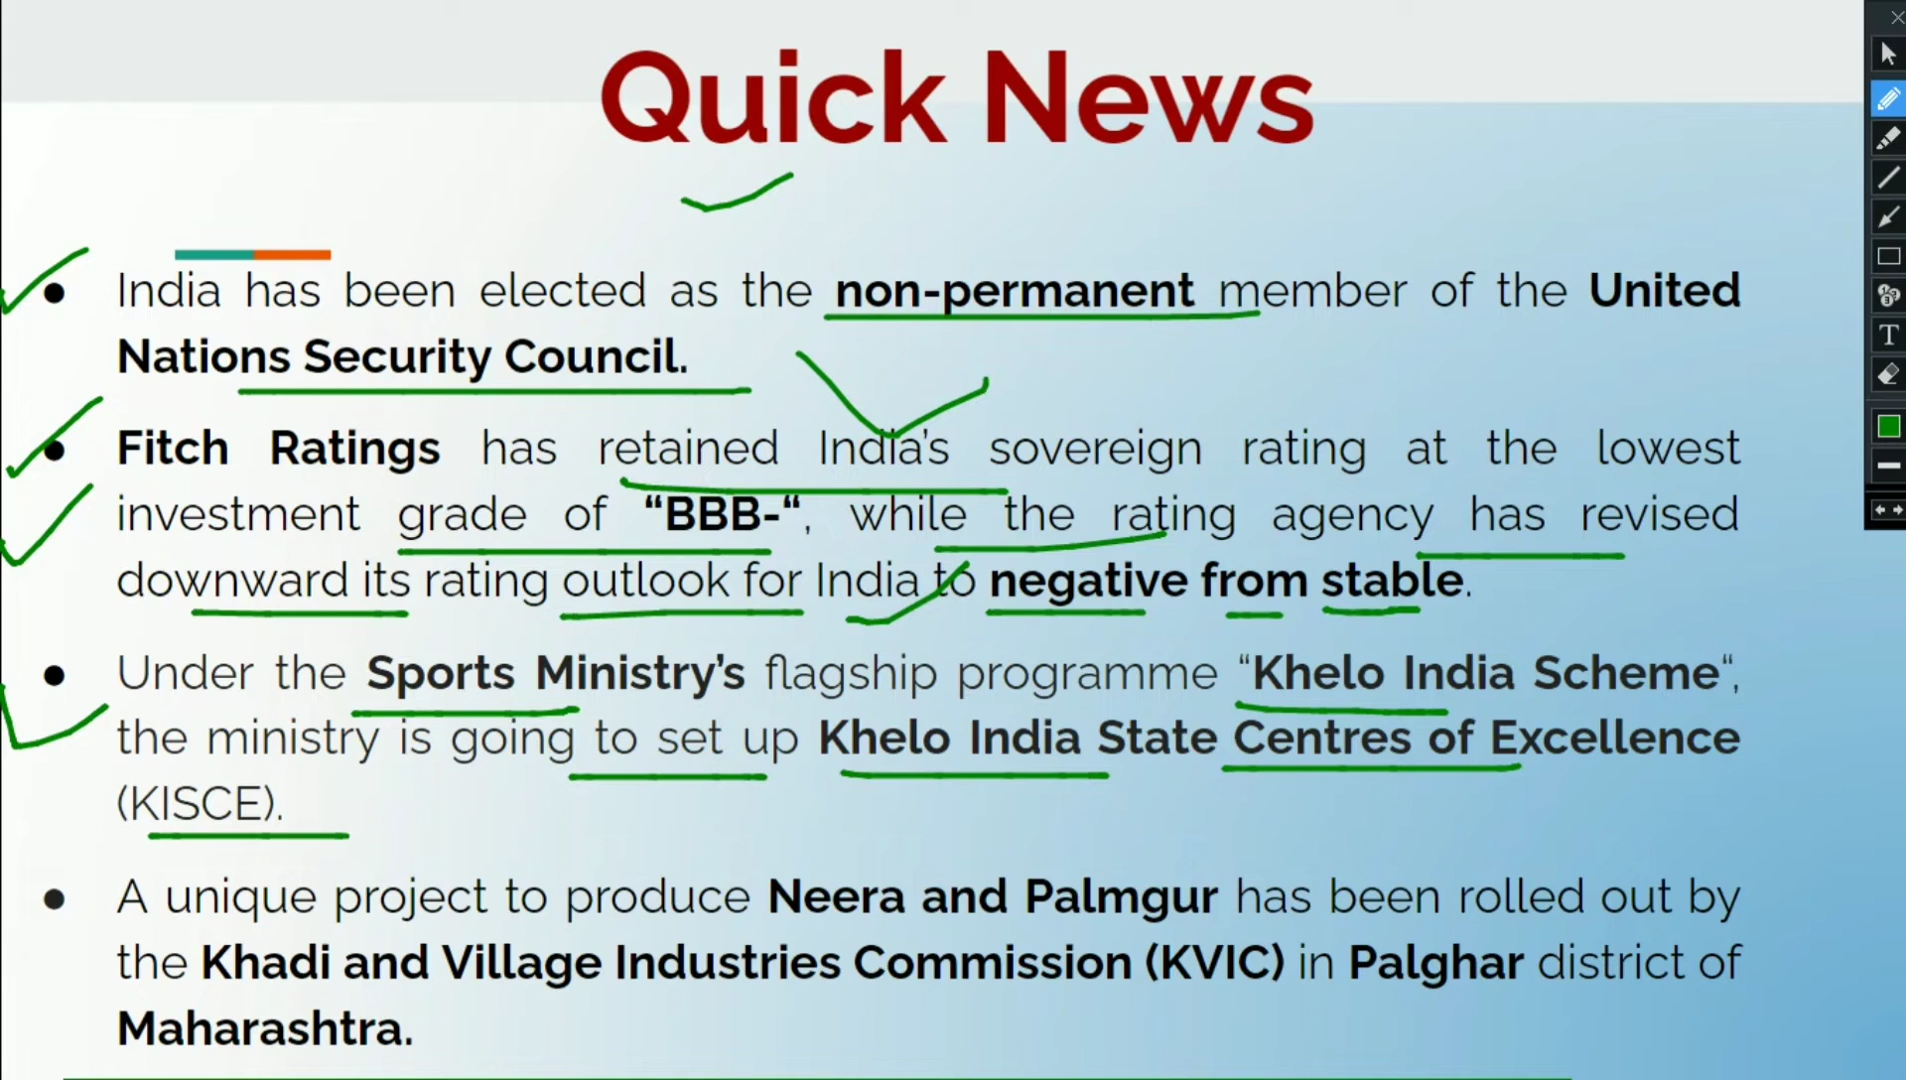 Quick News
India has been elected as the non-permanent member of the United
Nations Security Council.
Fitch Ratings has retained India's sovereign rating at the lowest
investment grade of “BBB-“, while the rating agency has revised
downward its rating outlook for India to negative from stable.
Under the Sports Ministry’s flagship programme “Khelo India Scheme“,
the ministry is going to set up Khelo India State Centres of Excellence
(KISCE).
A unique project to produce Neera and Palmgur has been rolled out by
the Khadi and Village Industries Commission (KVIC) in Palghar district of
Maharashtra.